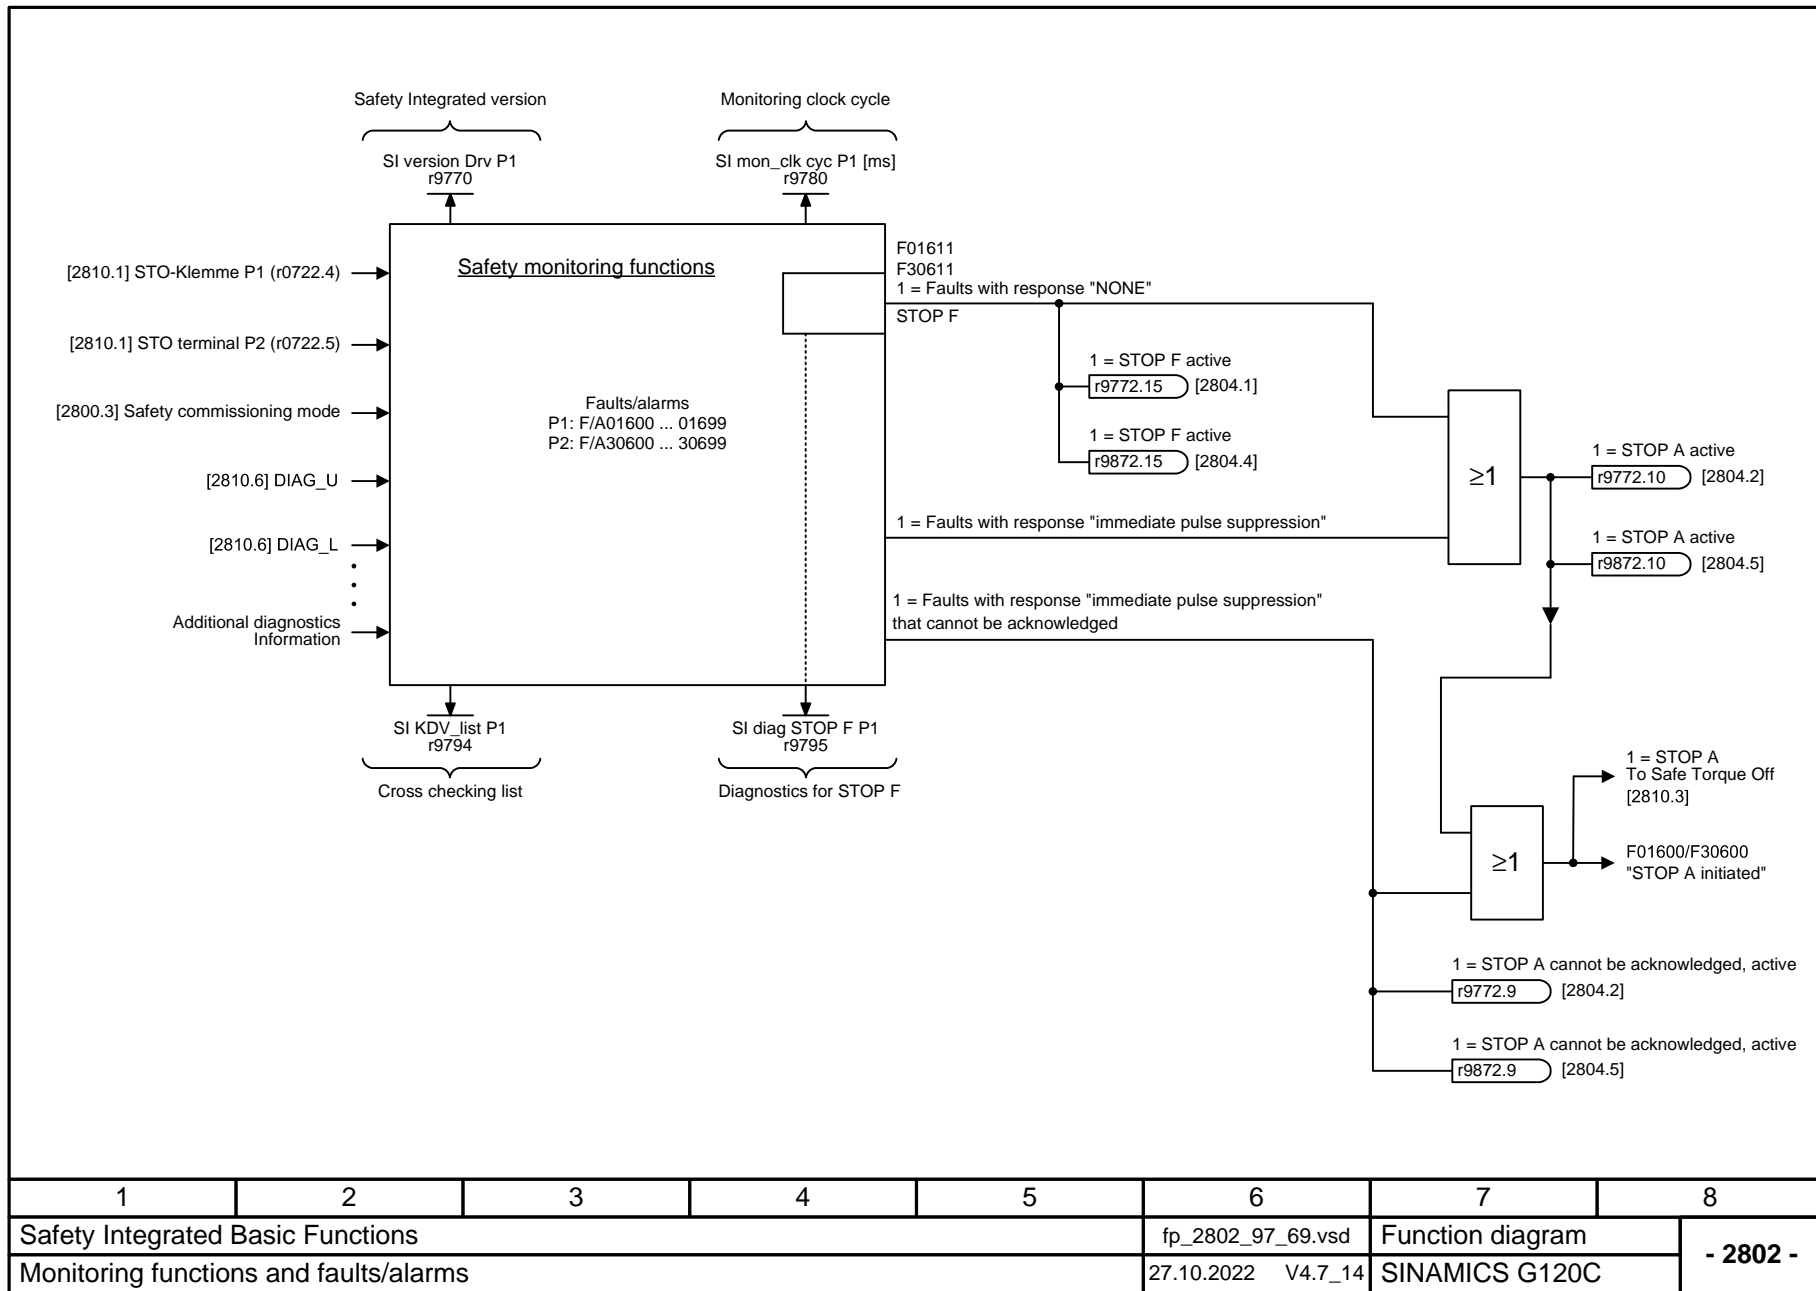 Safety Integrated version
Monitoring clock cycle
SI version Drv P1
r9770
SI mon_clk cyc P1 [ms]
r9780
[2810.1] STO-Klemme P1 (r0722.4)
[2810.1] STO terminal P2 (r0722.5)
[2800.3] Safety commissioning mode
[2810.6] DIAG_U
[2810.6] DIAG_L
Additional diagnostics
Information
Safety monitoring functions
Faults/alarms
P1: F/A01600 ... 01699
P2: F/A30600 ... 30699
SI KDV_list P1
r9794
Cross checking list
SI diag STOP F P1
r9795
Diagnostics for STOP F
F01611
F30611
1 = Faults with response "NONE"
STOP F
1 = STOP F active
r9772.15 [2804.1]
1 = STOP F active
r9872.15 [2804.4]
1 = Faults with response "immediate pulse suppression"
1 = Faults with response "immediate pulse suppression"
that cannot be acknowledged
≥1
1 = STOP A active
r9772.10 [2804.2]
1 = STOP A active
r9872.10 [2804.5]
≥1
1 = STOP A
To Safe Torque Off
[2810.3]
F01600/F30600
"STOP A initiated"
1 = STOP A cannot be acknowledged, active
r9772.9 [2804.2]
1 = STOP A cannot be acknowledged, active
r9872.9 [2804.5]
1 2 3 4 5 6 7 8
Safety Integrated Basic Functions fp_2802_97_69.vsd Function diagram
- 2802 -
Monitoring functions and faults/alarms 27.10.2022 V4.7_14 SINAMICS G120C